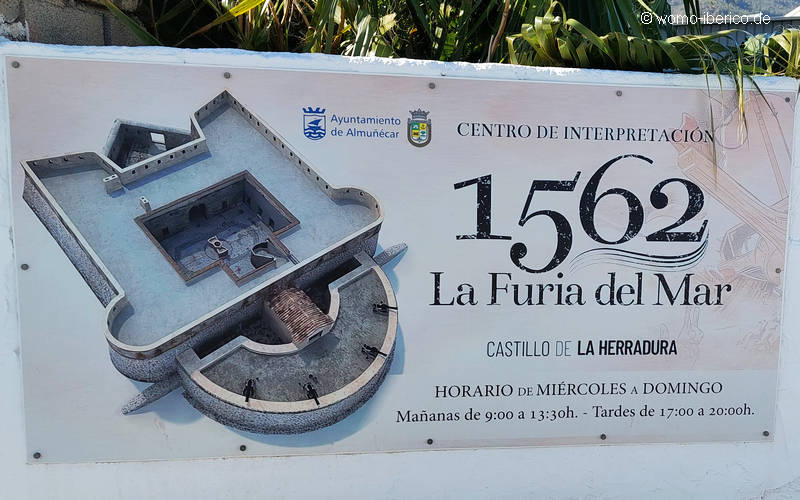 © womo-iberico.de
Ayuntamiento
de Almuñécar
CENTRO DE INTERPRETACIÓN
1562
La Furia del Mar
CASTILLO DE LA HERRADURA
HORARIO DE MIÉRCOLES A DOMINGO
Mañanas de 9:00 a 13:30h. - Tardes de 17:00 a 20:00h.